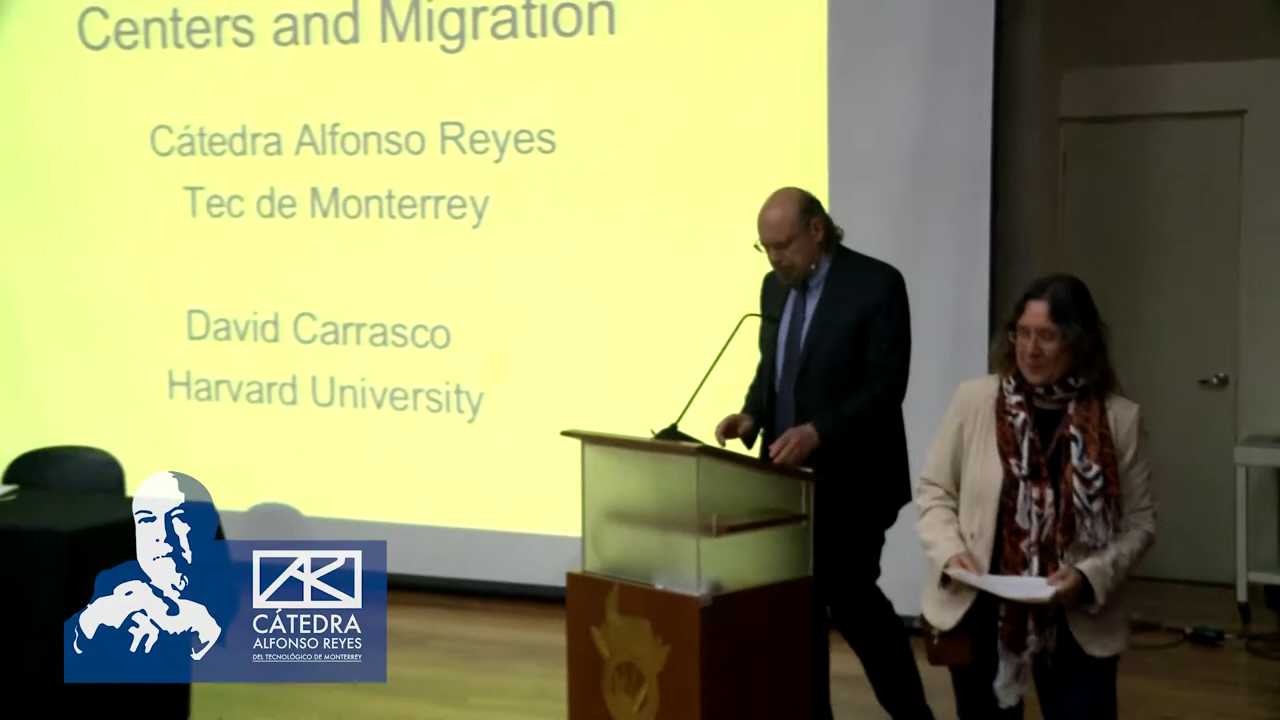 Centers and Migration
Cátedra Alfonso Reyes
Tec de Monterrey
David Carrasco
Harvard University
CÁTEDRA
ALFONSO REYES
DEL TECNOLÓGICO DE MONTERREY